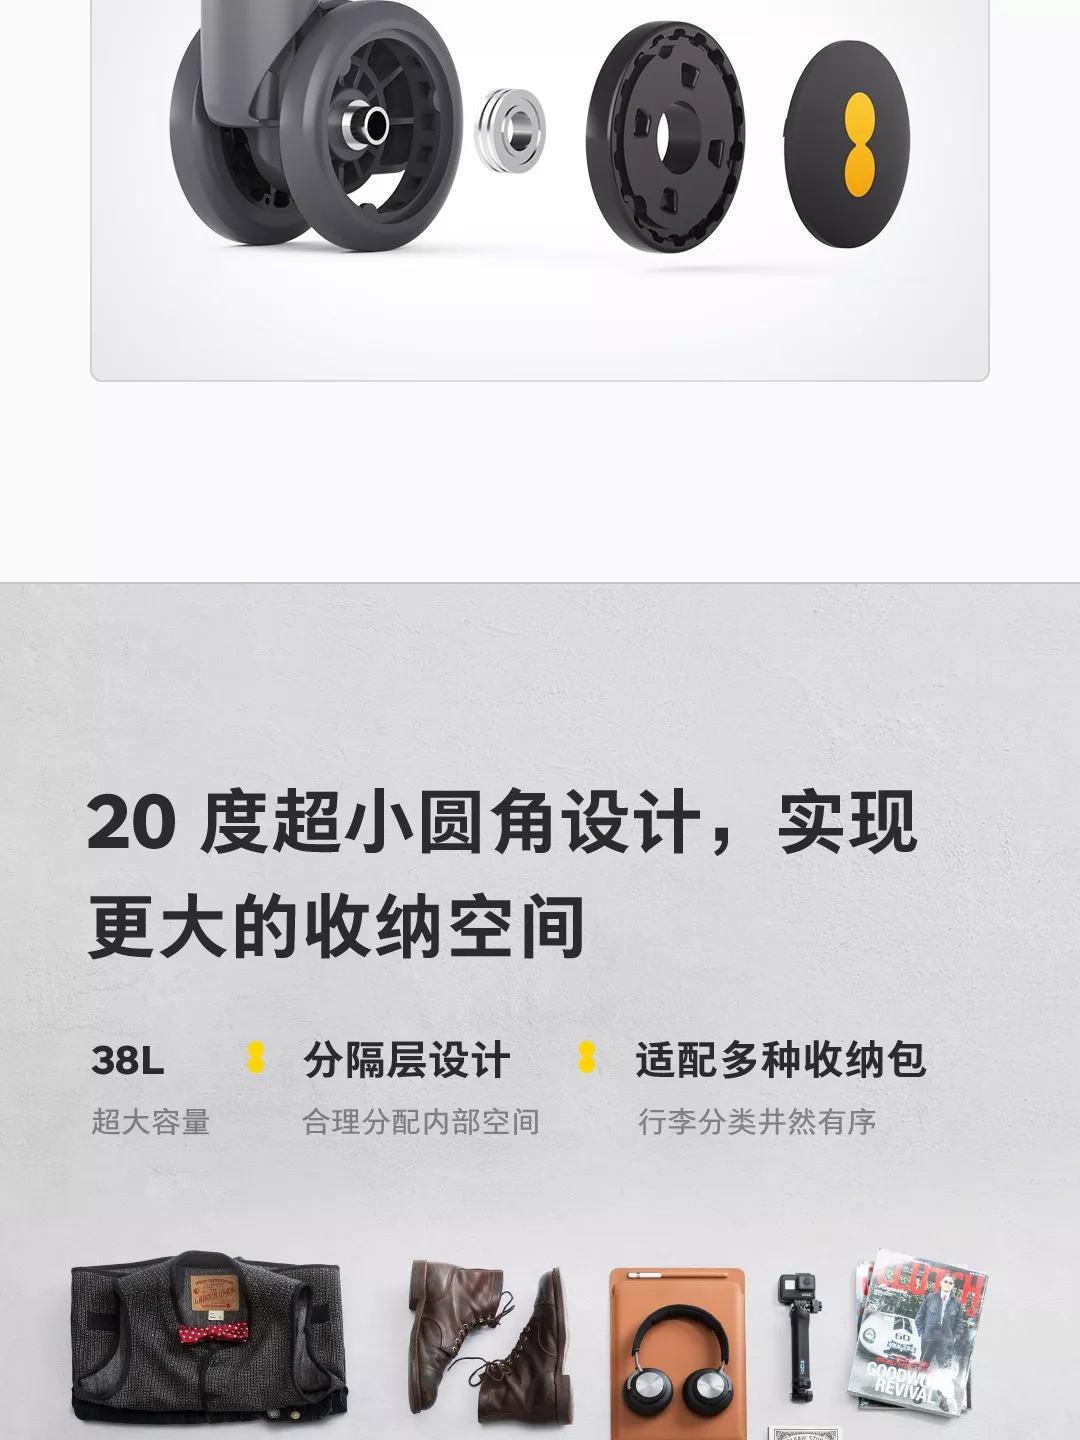 20 度超小圆角设计，实现
更大的收纳空间
38L
分隔层设计
适配多种收纳包
超大容量
合理分配内部空间
行李分类井然有序
CLUTCH
60
GOODWOOD
REVIVAL